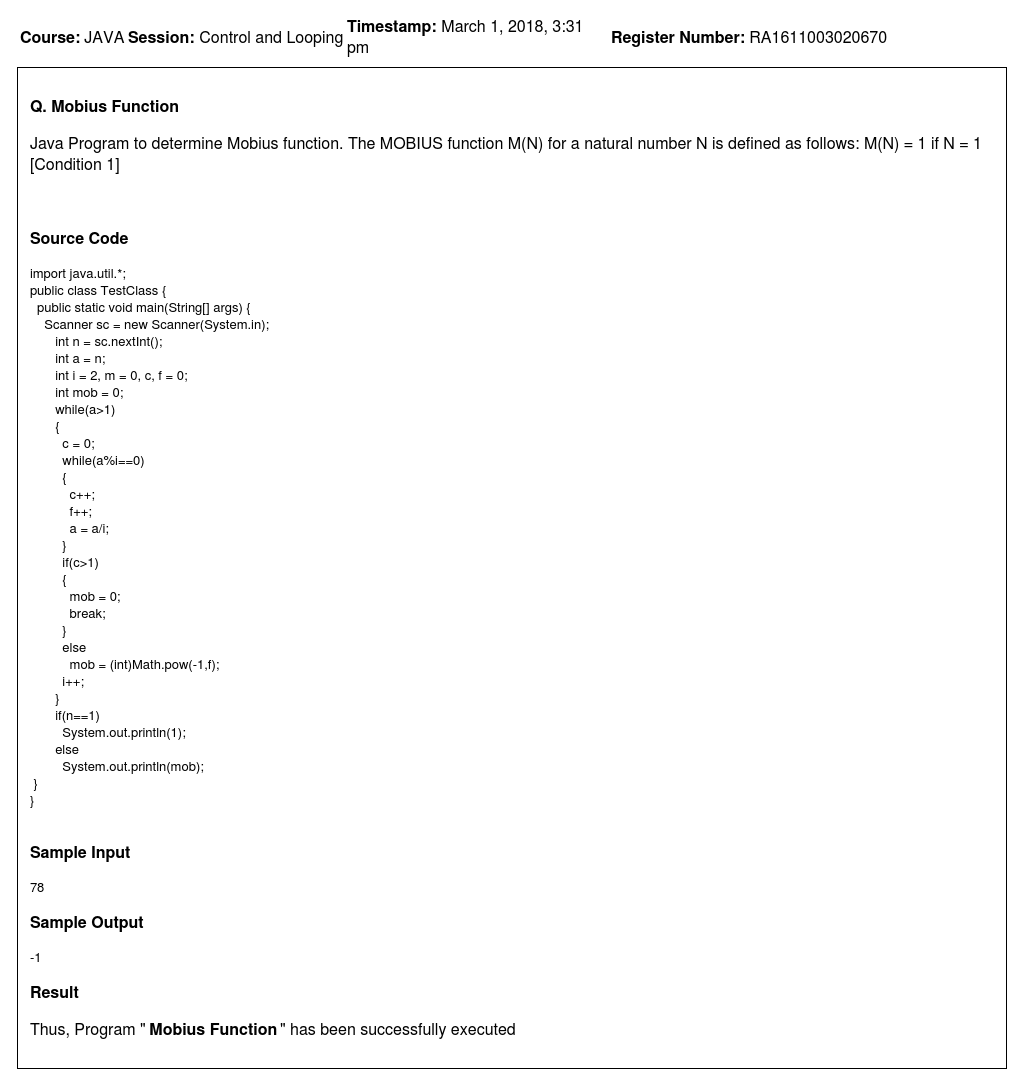 Course: JAVA Session: Control and Looping Timestamp: March 1, 2018, 3:31 pm Register Number: RA1611003020670
Q. Mobius Function
Java Program to determine Mobius function. The MOBIUS function M(N) for a natural number N is defined as follows: M(N) = 1 if N = 1
[Condition 1]
Source Code
import java.util.*;
public class TestClass {
  public static void main(String[] args) {
    Scanner sc = new Scanner(System.in);
       int n = sc.nextInt();
       int a = n;
       int i = 2, m = 0, c, f = 0;
       int mob = 0;
       while(a>1)
       {
         c = 0;
         while(a%i==0)
         {
           c++;
           f++;
           a = a/i;
         }
         if(c>1)
         {
           mob = 0;
           break;
         }
         else
           mob = (int)Math.pow(-1,f);
         i++;
       }
       if(n==1)
         System.out.println(1);
       else
         System.out.println(mob);
 }
}
Sample Input
78
Sample Output
-1
Result
Thus, Program " Mobius Function " has been successfully executed